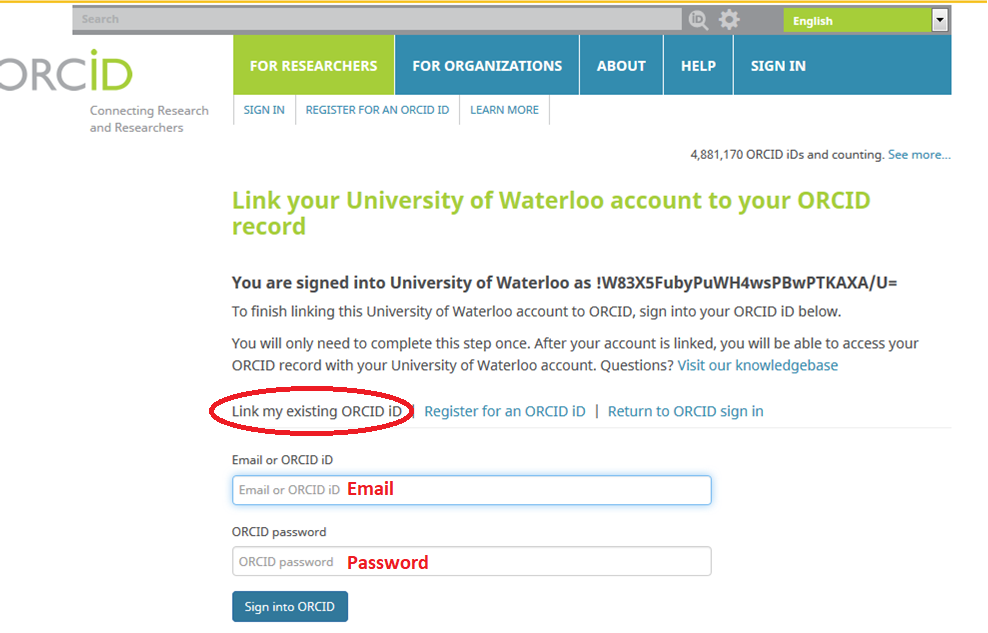 Search
iD
English
ORCiD
Connecting Research
and Researchers
FOR RESEARCHERS
FOR ORGANIZATIONS
ABOUT
HELP
SIGN IN
SIGN IN
REGISTER FOR AN ORCID ID
LEARN MORE
4,881,170 ORCID iDs and counting. See more...
Link your University of Waterloo account to your ORCID
record
You are signed into University of Waterloo as !W83X5FubyPuWH4wsPBwPTKAXA/U=
To finish linking this University of Waterloo account to ORCID, sign into your ORCID iD below.
You will only need to complete this step once. After your account is linked, you will be able to access your
ORCID record with your University of Waterloo account. Questions? Visit our knowledgebase
Link my existing ORCID iD | Register for an ORCID iD | Return to ORCID sign in
Email or ORCID iD
Email or ORCID iD Email
ORCID password
ORCID password Password
Sign into ORCID